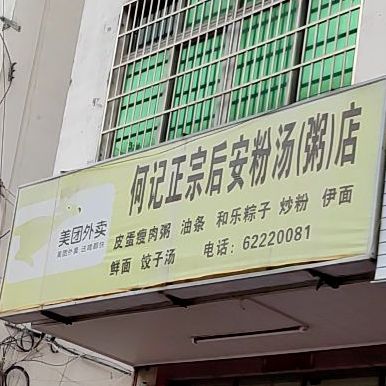 何记正宗后安粉汤(粥)店
美团外卖
美团外卖 送啥都快
皮蛋瘦肉粥 油条 和乐粽子 炒粉 伊面
鲜面 饺子汤 电话:62220081